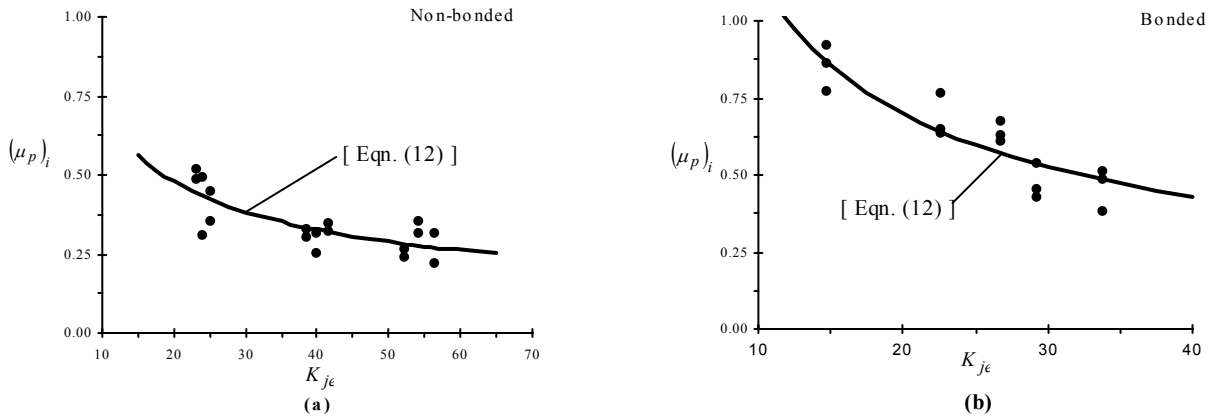 Non-bonded
1.00
0.75
(μp)i
[ Eqn. (12) ]
0.50
0.25
0.00
10 20 30 40 50 60 70
Kje
(a)
Bonded
1.00
0.75
(μp)i
0.50
[ Eqn. (12) ]
0.25
0.00
10 20 30 40
Kje
(b)